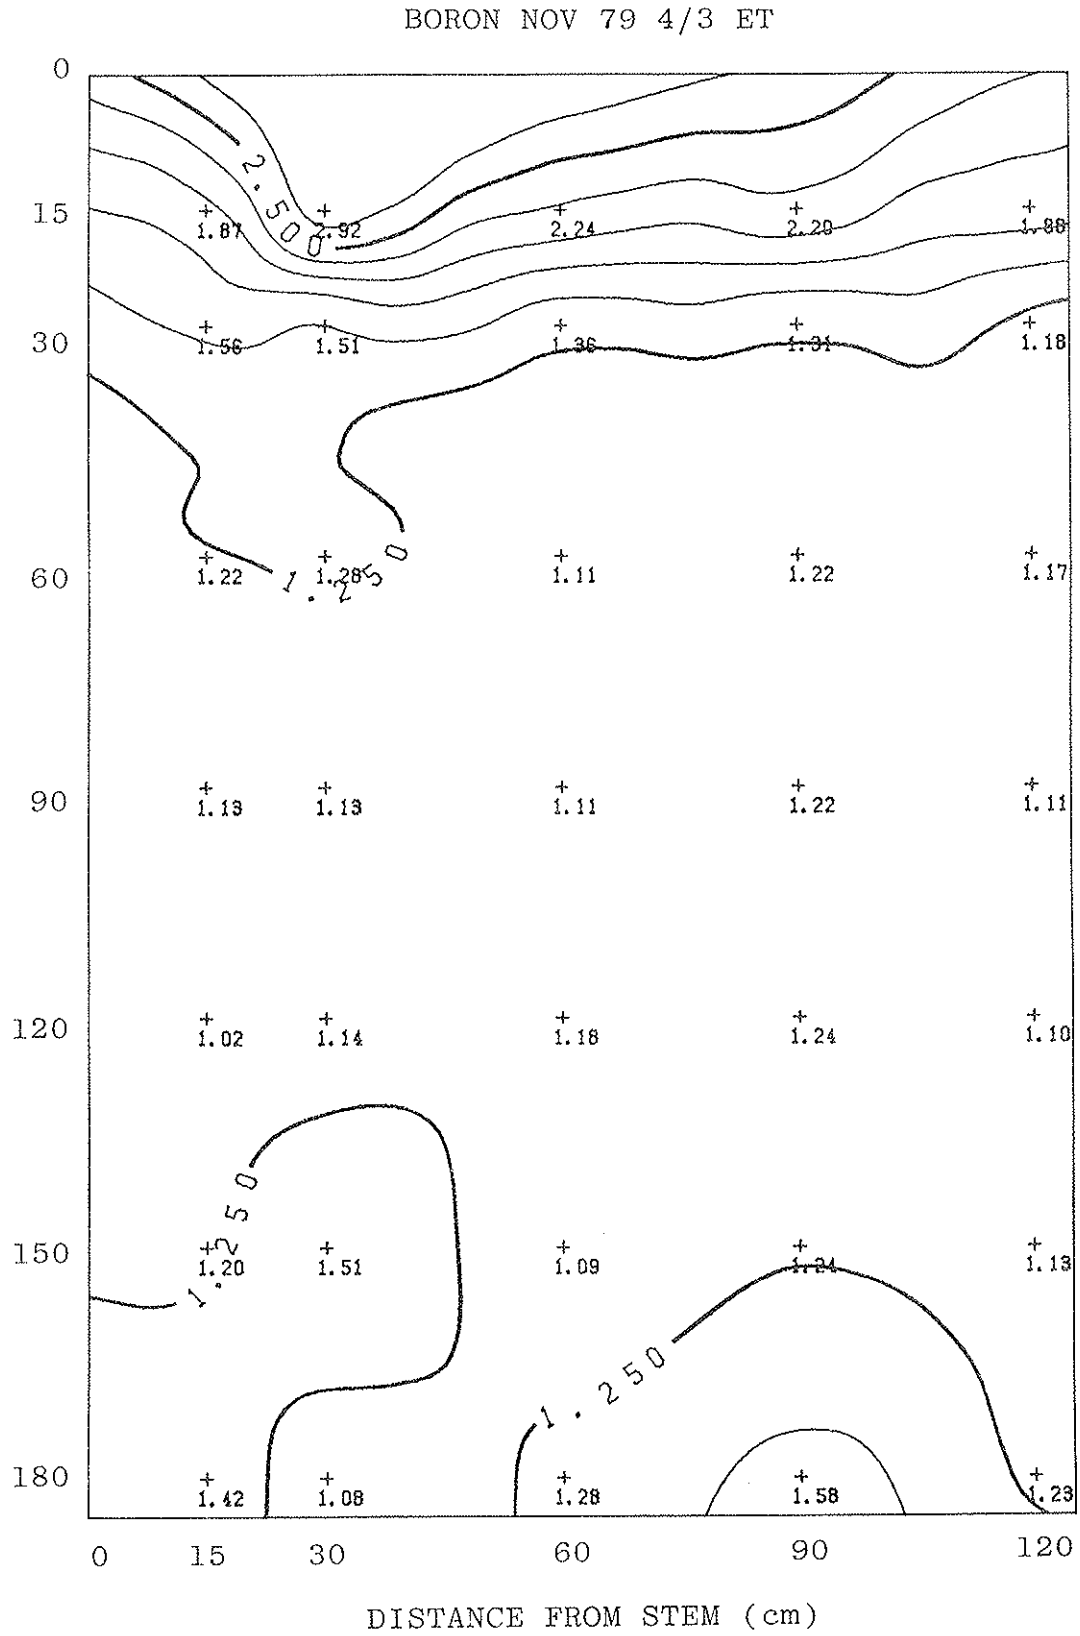 BORON NOV 79 4/3 ET
0
2.500
15
1.87 2.92 2.24 2.20 1.88
30
1.56 1.51 1.36 1.31 1.18
60
1.22 1.28 1.11 1.22 1.17
1.250
90
1.13 1.13 1.11 1.22 1.11
120
1.02 1.14 1.18 1.24 1.10
1.250
150
1.20 1.51 1.09 1.24 1.13
1.250
180
1.42 1.08 1.28 1.58 1.23
0 15 30 60 90 120
DISTANCE FROM STEM (cm)